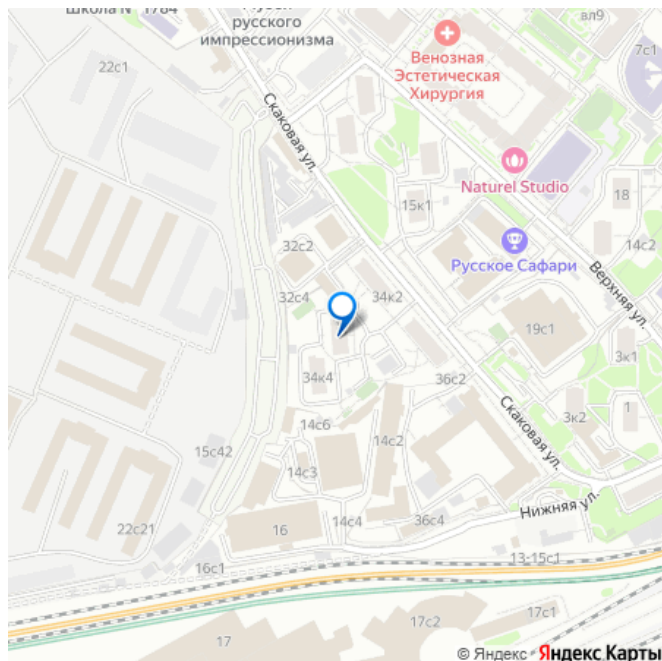 Школа № 1784
Музей
русского
импрессионизма
22с1
Скаковая ул.
Венозная
Эстетическая
Хирургия
вл9
7с1
Naturel Studio
15к1
18
14с2
Русское Сафари
Верхняя ул.
32с2
32с4
34к2
19с1
3к1
34к4
36с2
3к2
1
Скаковая ул.
14с6
14с2
15с42
14с3
22с21
16
14с4
36с4
Нижняя ул.
16с1
13-15с1
17
17с2
17с1
© Яндекс Яндекс Карты